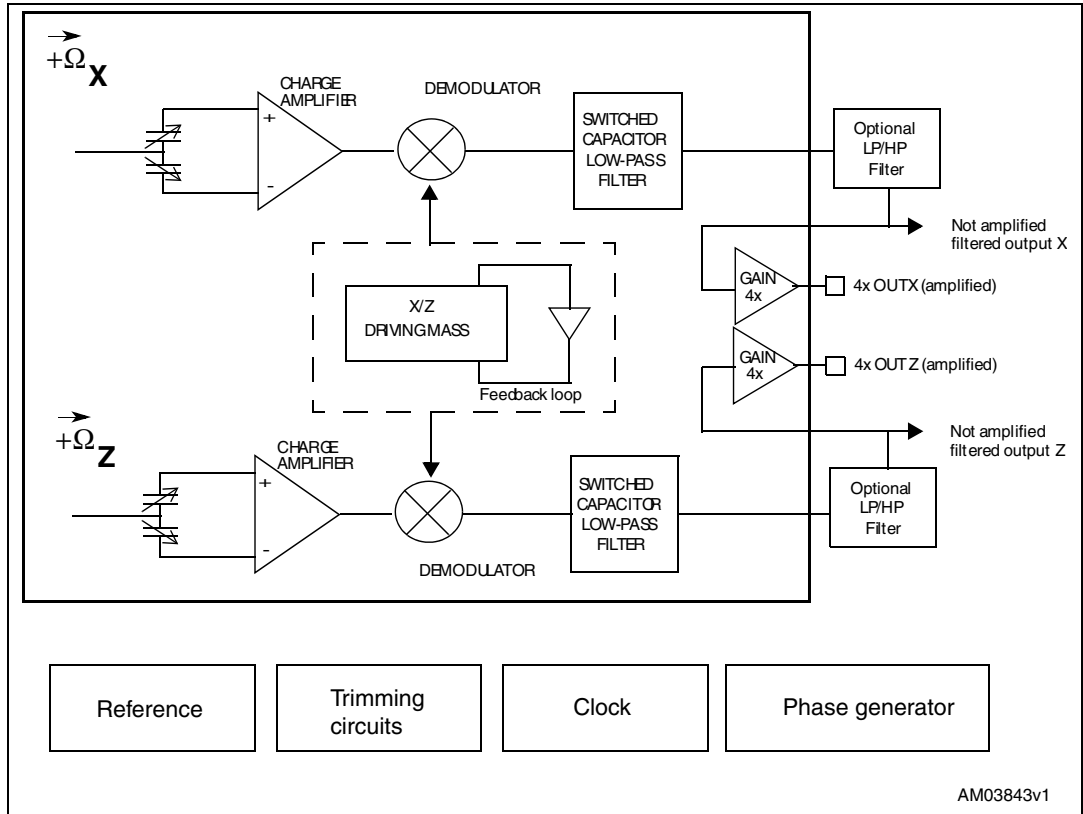 +Ω X
CHARGE
AMPLIFIER
DEMODULATOR
+
-
SWITCHED
CAPACITOR
LOW-PASS
FILTER
Optional
LP/HP
Filter
Not amplified
filtered output X
GAIN
4x
4x OUTX (amplified)
X/Z
DRIVING MASS
Feedback loop
GAIN
4x
4x OUTZ (amplified)
Not amplified
filtered output Z
+Ω Z
CHARGE
AMPLIFIER
+
-
DEMODULATOR
SWITCHED
CAPACITOR
LOW-PASS
FILTER
Optional
LP/HP
Filter
Reference
Trimming
circuits
Clock
Phase generator
AM03843v1